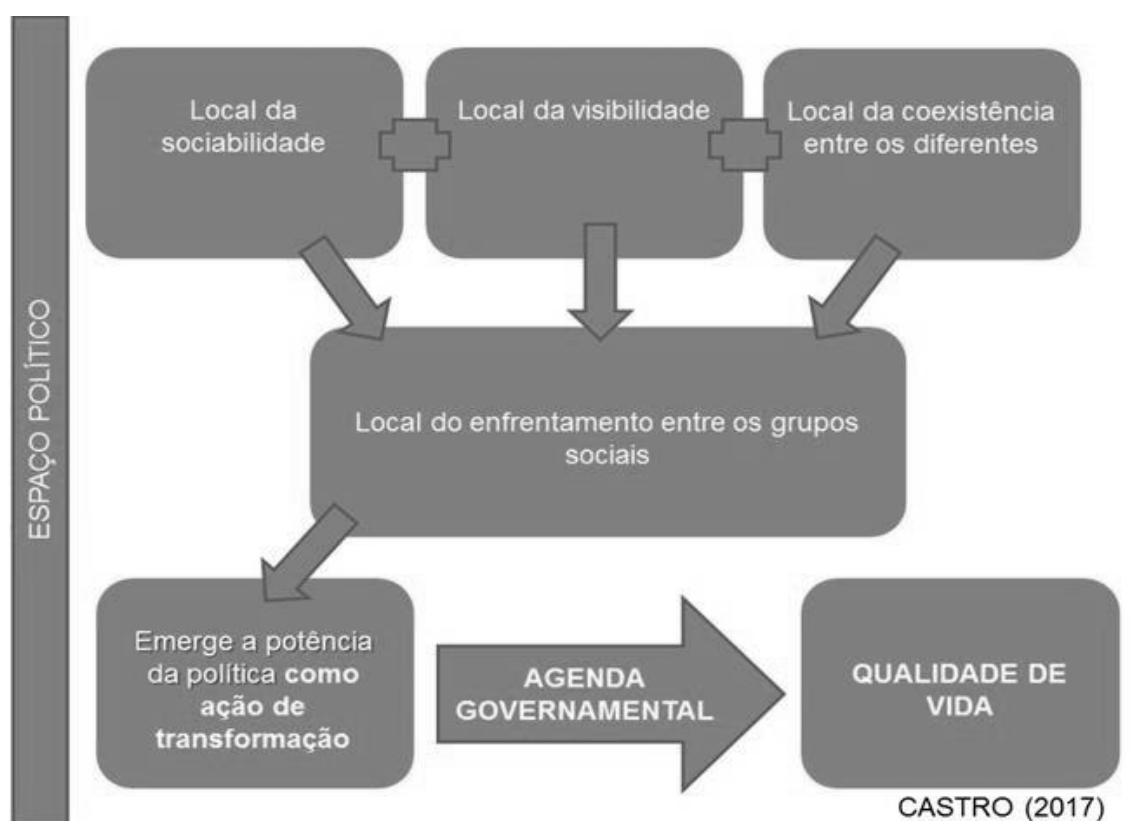 ESPAÇO POLÍTICO
Local da
sociabilidade
Local da visibilidade
Local da coexistência
entre os diferentes
Local do enfrentamento entre os grupos
sociais
Emerge a potência
da política como
ação de
transformação
AGENDA
GOVERNAMENTAL
QUALIDADE DE
VIDA
CASTRO (2017)